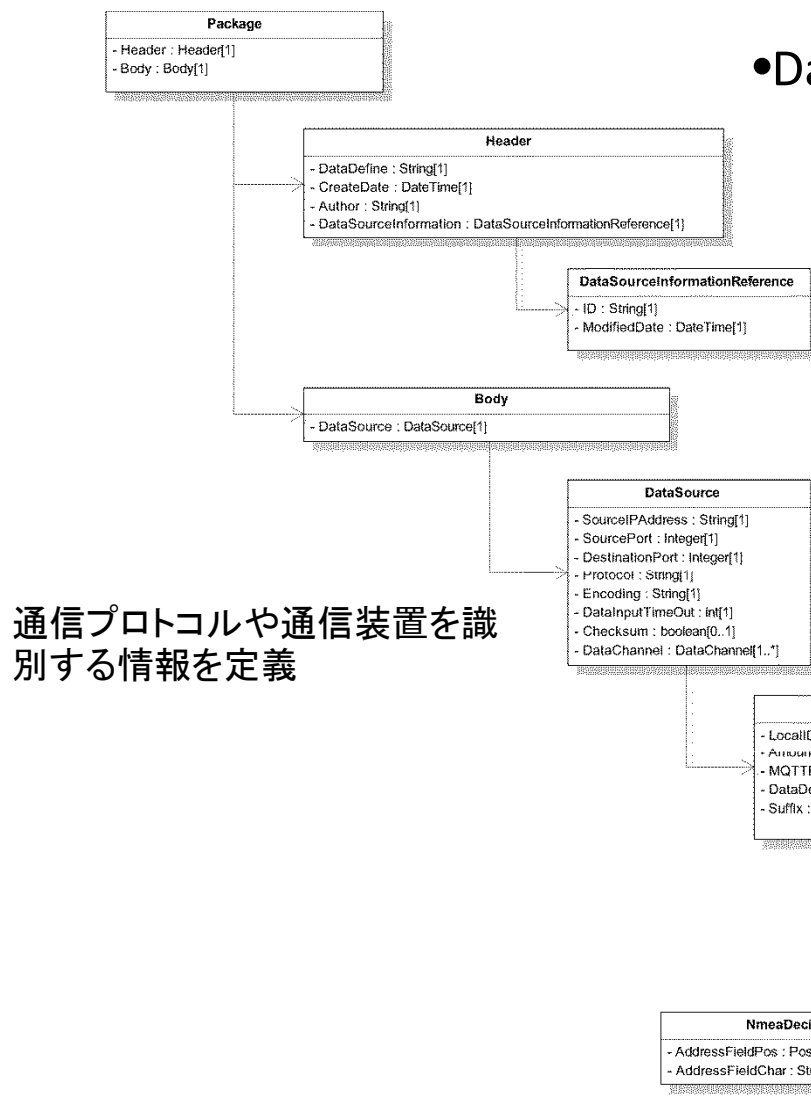 Package
- Header : Header[1]
- Body : Body[1]
Header
- DataDefine : String[1]
- CreateDate : DateTime[1]
- Author : String[1]
- DataSourceInformation : DataSourceInformationReference[1]
DataSourceInformationReference
- ID : String[1]
- ModifiedDate : DateTime[1]
Body
- DataSource : DataSource[1]
DataSource
- SourceIPAddress : String[1]
- SourcePort : Integer[1]
- DestinationPort : Integer[1]
- Protocol : String[1]
- Encoding : String[1]
- DataInputTimeOut : int[1]
- Checksum : boolean[0..1]
- DataChannel : DataChannel[1..*]
通信プロトコルや通信装置を識
別する情報を定義
- Suffix :
- AddressFieldPos :
- AddressFieldChar :